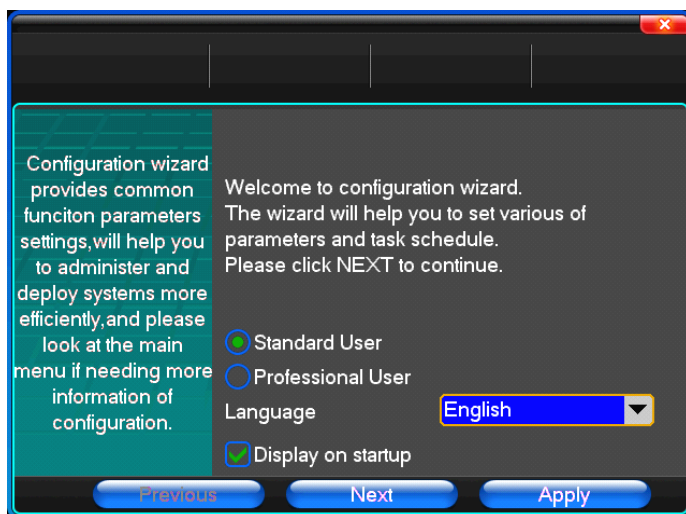 Configuration wizard
provides common
funciton parameters
settings,will help you
to administer and
deploy systems more
efficiently,and please
look at the main
menu if needing more
information of
configuration.
Welcome to configuration wizard.
The wizard will help you to set various of
parameters and task schedule.
Please click NEXT to continue.
Standard User
Professional User
Language English
Display on startup
Previous Next Apply